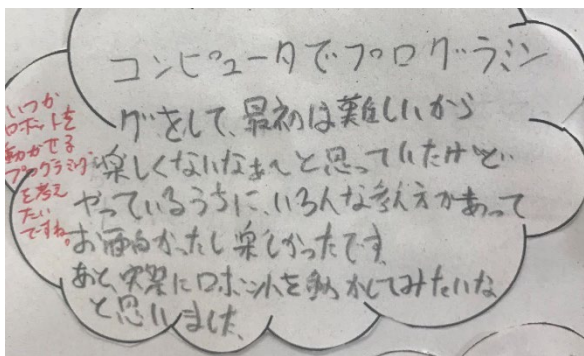 コンピュータでプログラミン
グをして、最初は難しいから
楽しくないなぁ〜と思っていたけど
やっているうちに、いろんな考え方があって
お面白かったし楽しかったです。
あと、実際にロボットを動かしてみたいな
と思いました。
いつか
ロボットを
動かせる
プログラミング
を考え
たい
ですね。